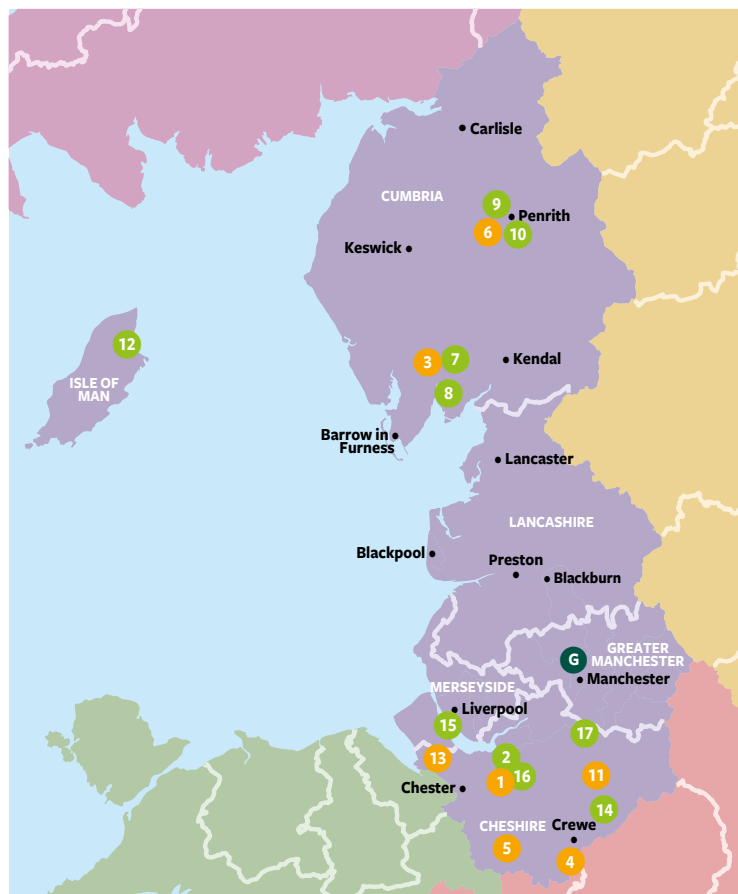 Carlisle
CUMBRIA
9
Penrith
6
10
Keswick
12
3
7
Kendal
ISLE OF
MAN
8
Barrow in
Furness
Lancaster
LANCASHIRE
Blackpool
Preston
Blackburn
G
GREATER
MANCHESTER
Manchester
MERSEYSIDE
Liverpool
15
17
13
2
16
1
11
Chester
14
CHESHIRE
Crewe
5
4